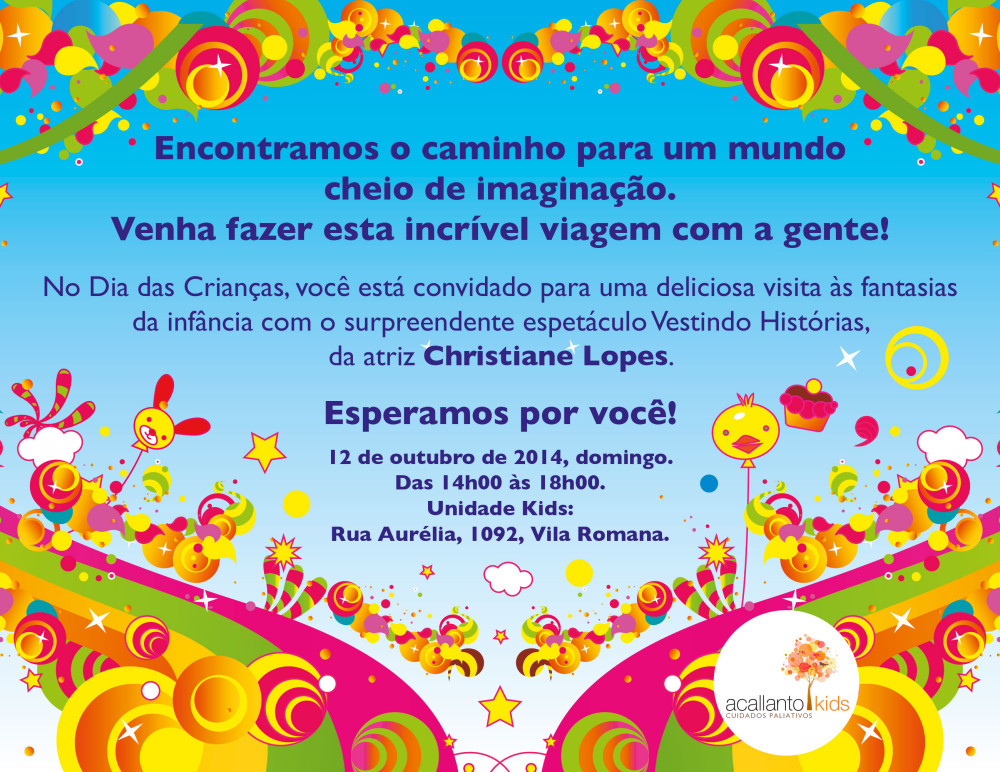 Encontramos o caminho para um mundo
cheio de imaginação.
Venha fazer esta incrível viagem com a gente!
No Dia das Crianças, você está convidado para uma deliciosa visita às fantasias
da infância com o surpreendente espetáculo Vestindo Histórias,
da atriz Christiane Lopes.
Esperamos por você!
12 de outubro de 2014, domingo.
Das 14h00 às 18h00.
Unidade Kids:
Rua Aurélia, 1092, Vila Romana.
acallanto kids
CUIDADOS PALIATIVOS